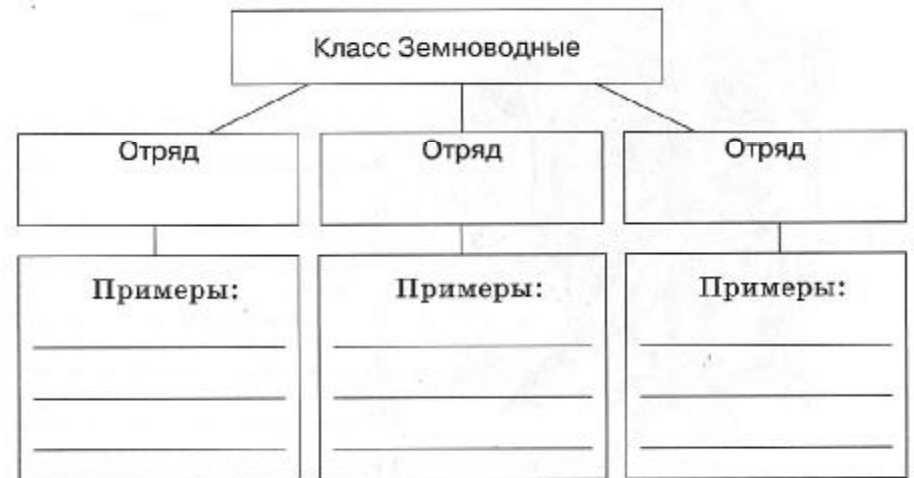 Класс Земноводные
Отряд
Отряд
Отряд
Примеры:
Примеры:
Примеры: